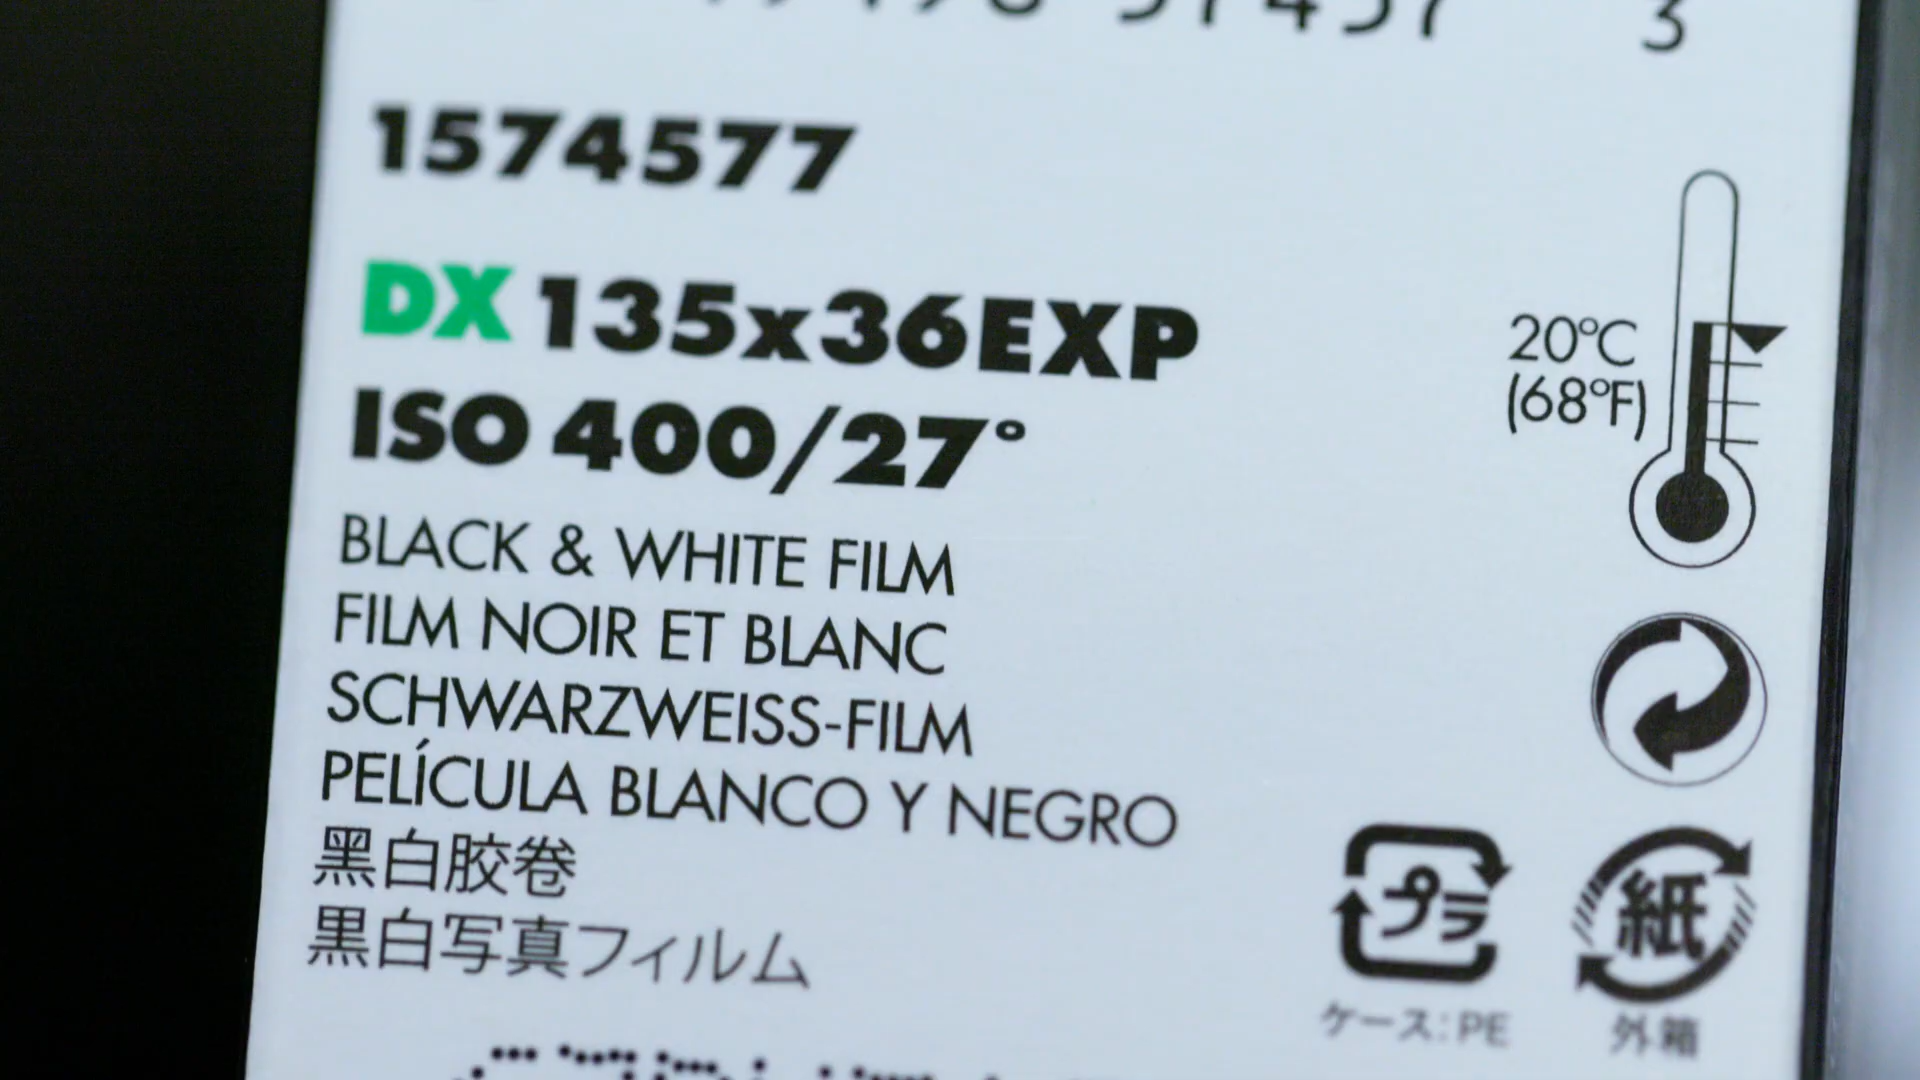 3
1574577
DX 135x36EXP
ISO 400/27°
20°C
(68°F)
BLACK & WHITE FILM
FILM NOIR ET BLANC
SCHWARZWEISS-FILM
PELÍCULA BLANCO Y NEGRO
黑白胶卷
黒白写真フィルム
プラ
紙
ケース:PE
外箱